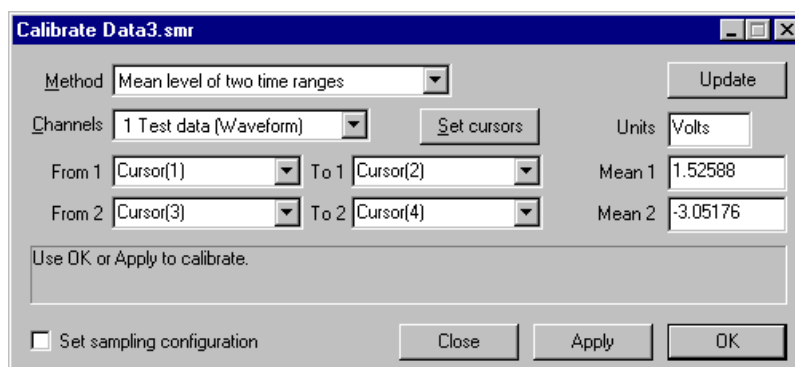 Calibrate Data3.smr
Method Mean level of two time ranges Update
Channels 1 Test data (Waveform) Set cursors Units Volts
From 1 Cursor(1) To 1 Cursor(2) Mean 1 1.52588
From 2 Cursor(3) To 2 Cursor(4) Mean 2 -3.05176
Use OK or Apply to calibrate.
Set sampling configuration Close Apply OK